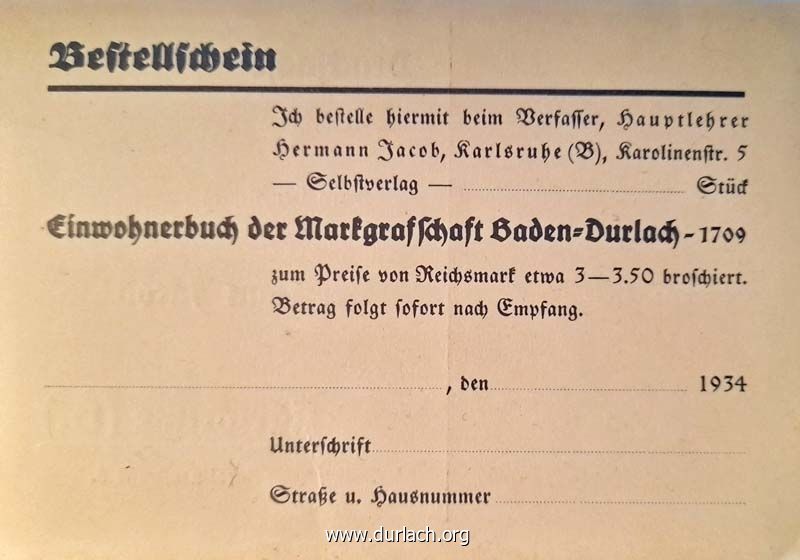 Bestellschein
Ich bestelle hiermit beim Verfasser, Hauptlehrer
Hermann Jacob, Karlsruhe (B), Karolinenstr. 5
— Selbstverlag — ........................ Stück
Einwohnerbuch der Markgrafschaft Baden-Durlach - 1709
zum Preise von Reichsmark etwa 3—3.50 broschiert.
Betrag folgt sofort nach Empfang.
........................, den ........................ 1934
Unterschrift ........................
Straße u. Hausnummer ........................
www.durlach.org